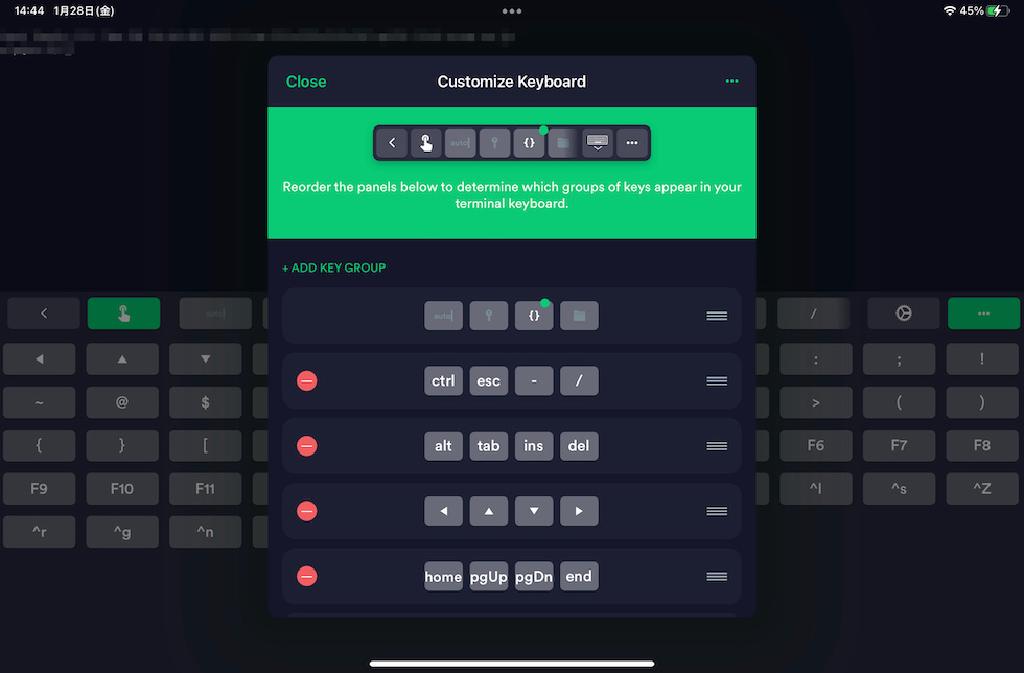 14:44 1月28日(金)
45%
Close
Customize Keyboard
auto
{}
Reorder the panels below to determine which groups of keys appear in your
terminal keyboard.
+ ADD KEY GROUP
auto
{}
ctrl esc - /
alt tab ins del
home pgUp pgDn end
auto
/
: ; !
~ @ $
> ( )
{ } [
F6 F7 F8
F9 F10 F11
^l ^s ^Z
^r ^g ^n